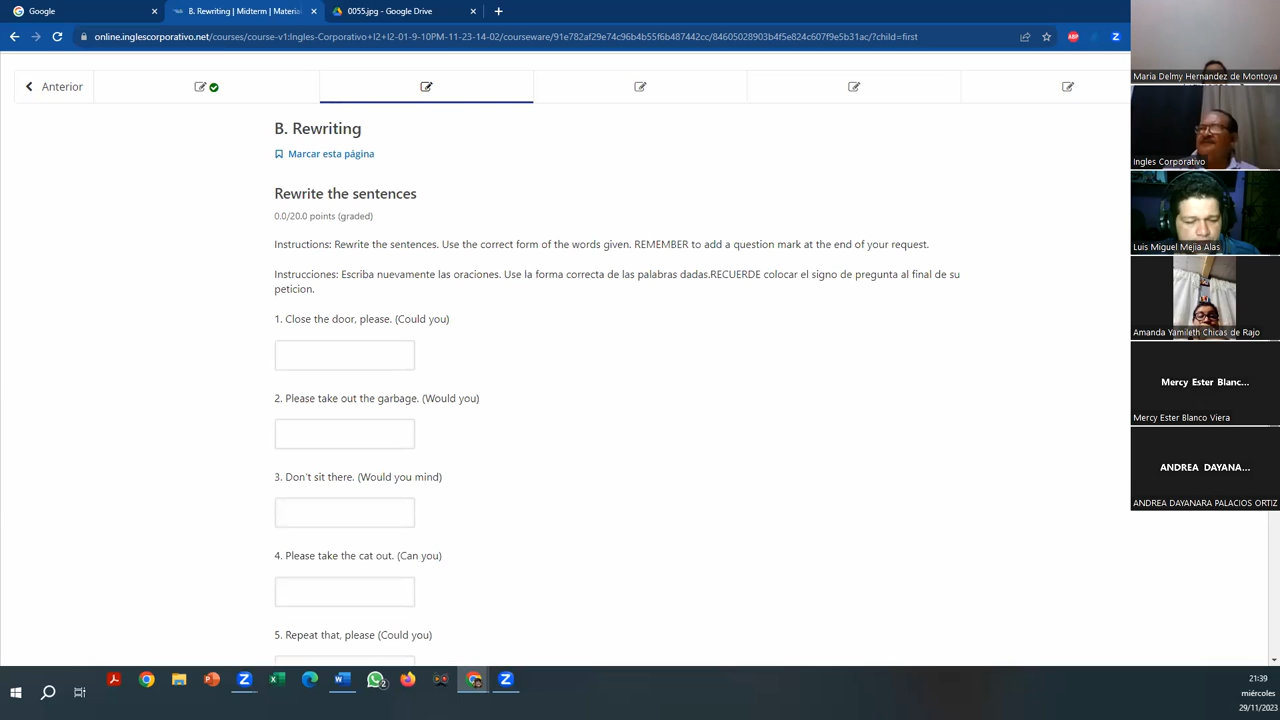 Google
B. Rewriting | Midterm | Materia
0055.jpg - Google Drive
online.inglescorporativo.net/courses/course-v1:Ingles-Corporativo+I2+I2-01-9-10PM-11-23-14-02/courseware/91e782af29e74c96b4b55f6b487442cc/84605028903b4f5e824c607f9e5b31ac/?child=first
ABP
Anterior
B. Rewriting
Marcar esta página
Rewrite the sentences
0.0/20.0 points (graded)
Instructions: Rewrite the sentences. Use the correct form of the words given. REMEMBER to add a question mark at the end of your request.
Instrucciones: Escriba nuevamente las oraciones. Use la forma correcta de las palabras dadas.RECUERDE colocar el signo de pregunta al final de su
peticion.
1. Close the door, please. (Could you)
2. Please take out the garbage. (Would you)
3. Don't sit there. (Would you mind)
4. Please take the cat out. (Can you)
5. Repeat that, please (Could you)
Maria Delmy Hernandez de Montoya
Ingles Corporativo
Luis Miguel Mejia Alas
Amanda Yamileth Chicas de Rajo
Mercy Ester Blanc...
Mercy Ester Blanco Viera
ANDREA DAYANA...
ANDREA DAYANARA PALACIOS ORTIZ
2
21:39
miércoles
29/11/2023